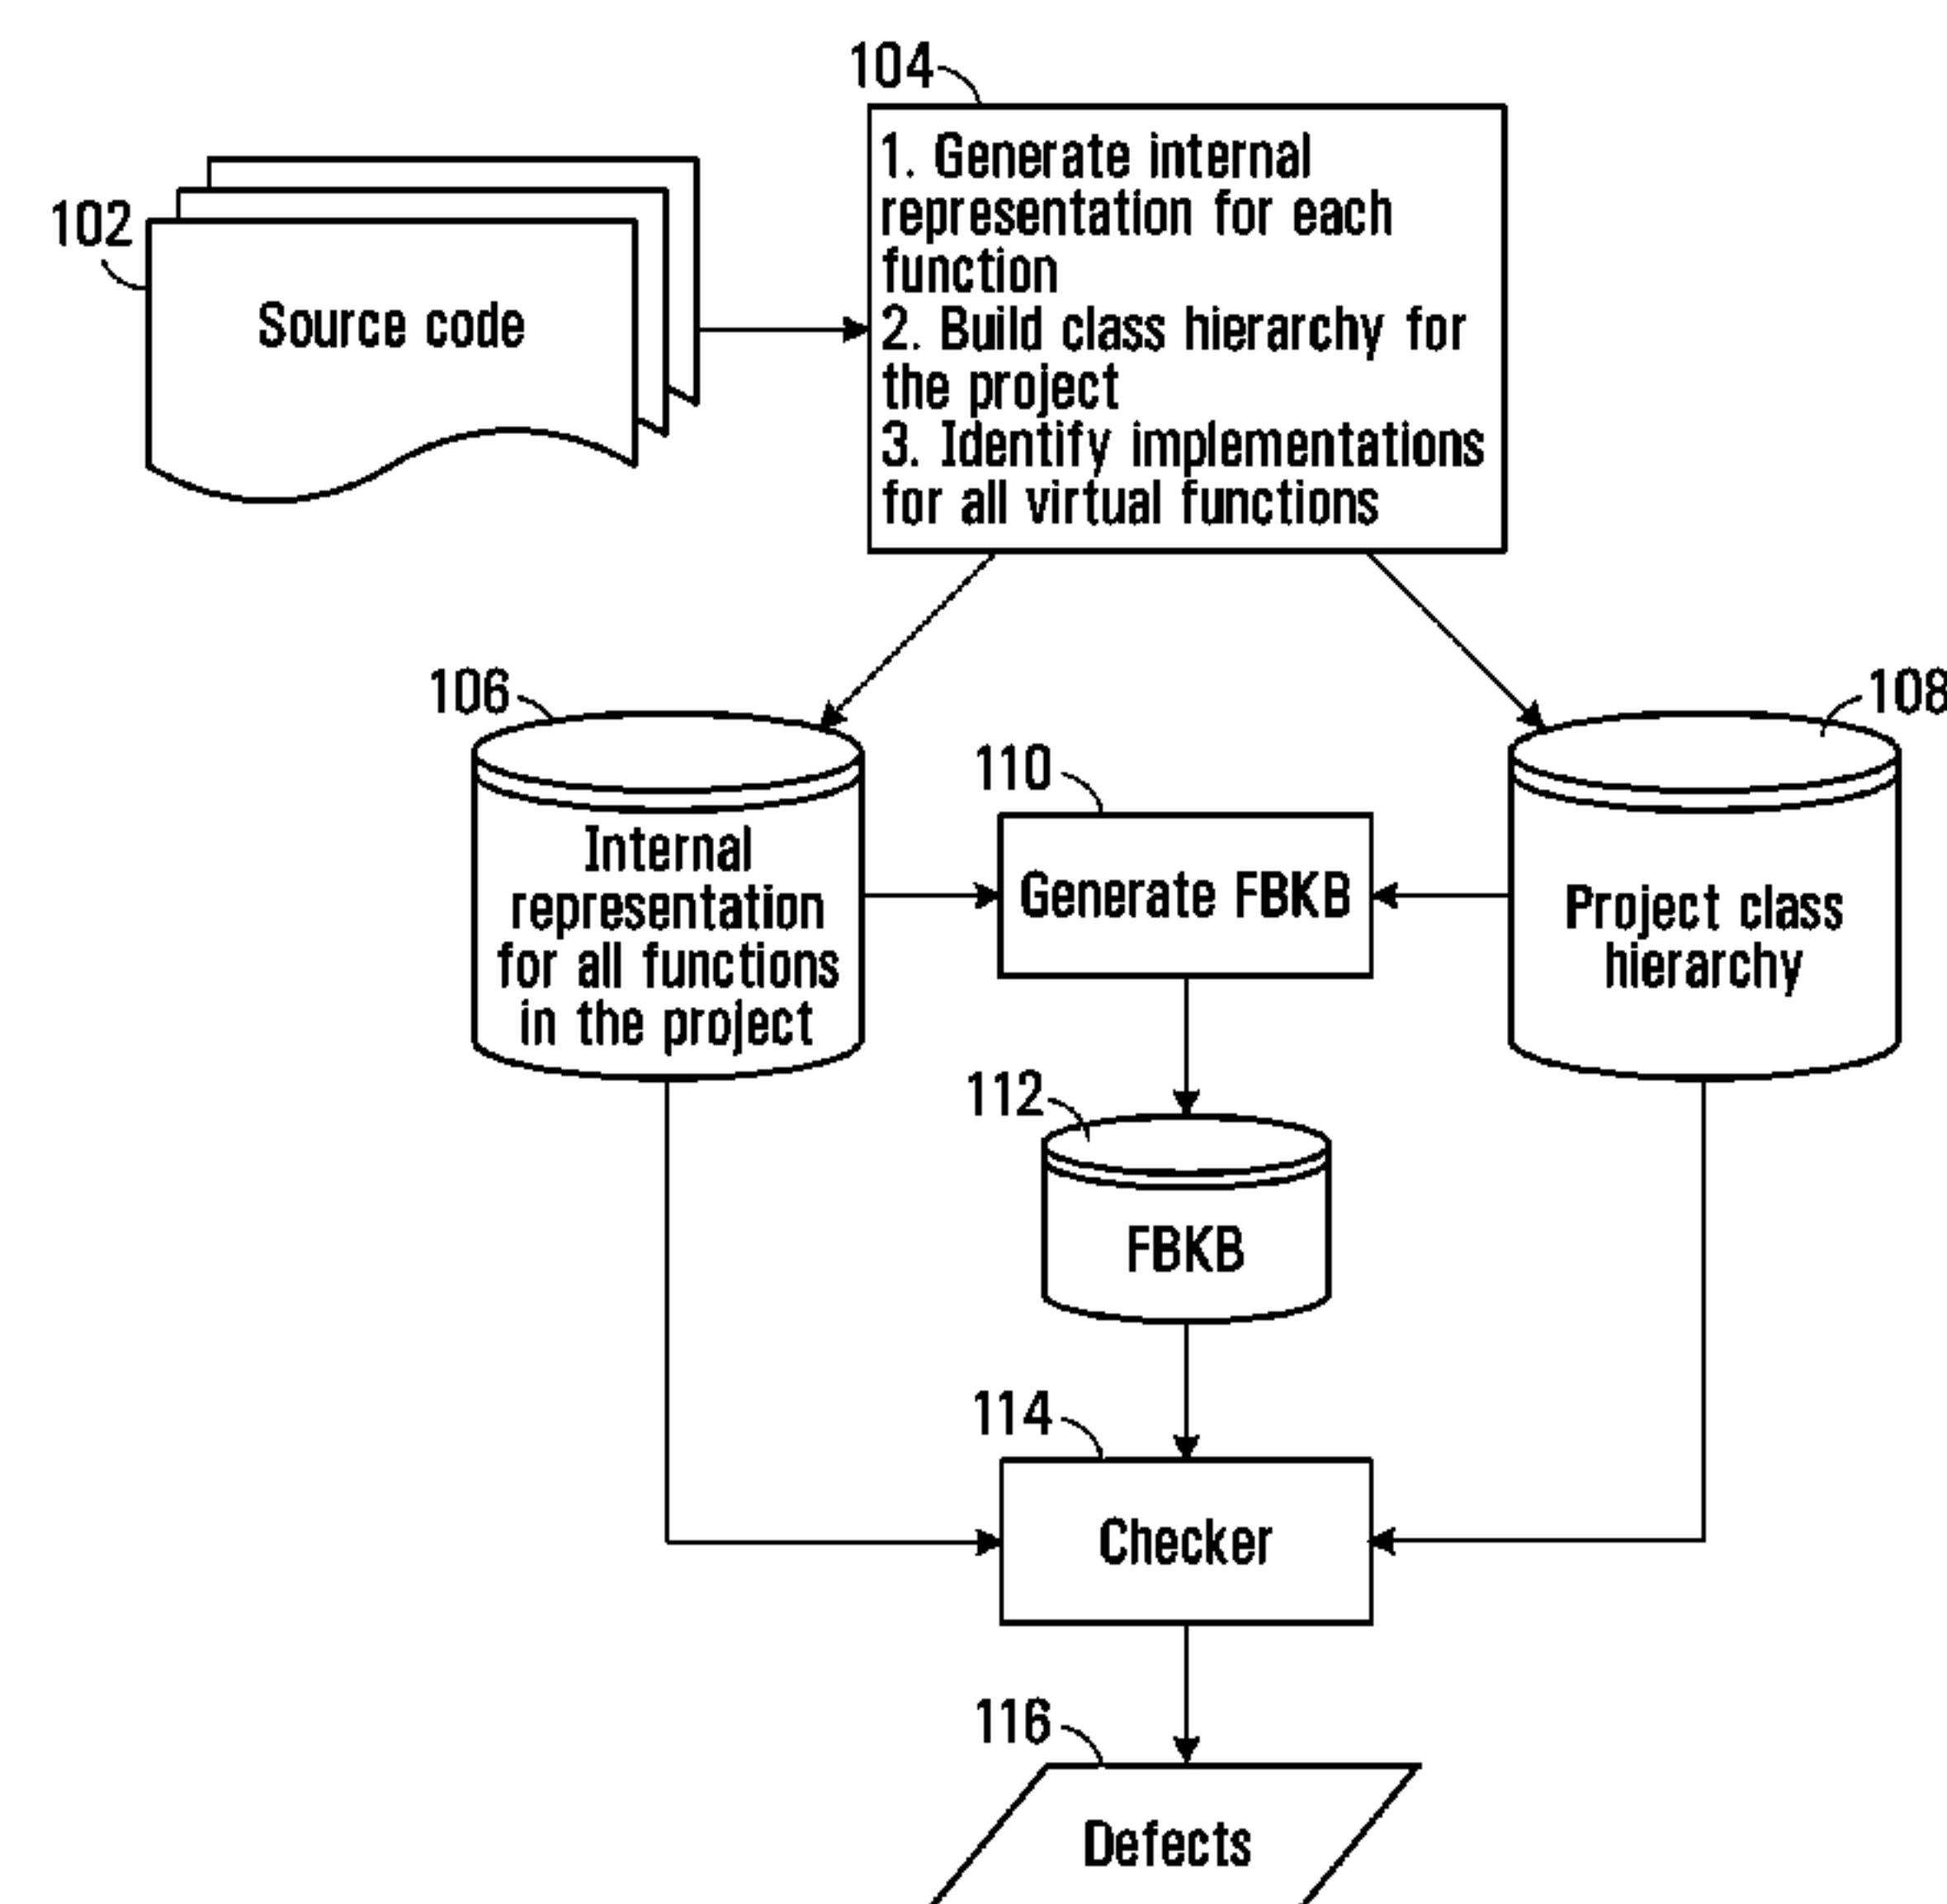 104
1. Generate internal
representation for each
function
2. Build class hierarchy for
the project
3. Identify implementations
for all virtual functions
102
Source code
106
108
Internal
representation
for all functions
in the project
110
Generate FBKB
Project class
hierarchy
112
FBKB
114
Checker
116
Defects